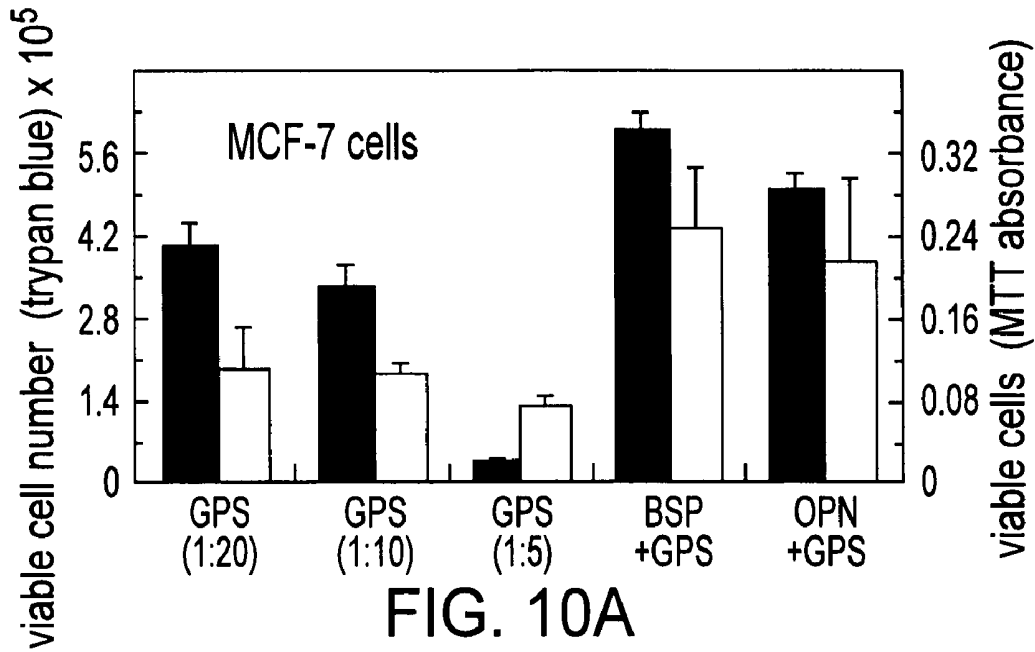 viable cell number (trypan blue) x 10⁵
5.6
4.2
2.8
1.4
0
MCF-7 cells
0.32
0.24
0.16
0.08
0
viable cells (MTT absorbance)
GPS
(1:20)
GPS
(1:10)
GPS
(1:5)
BSP
+GPS
OPN
+GPS
FIG. 10A